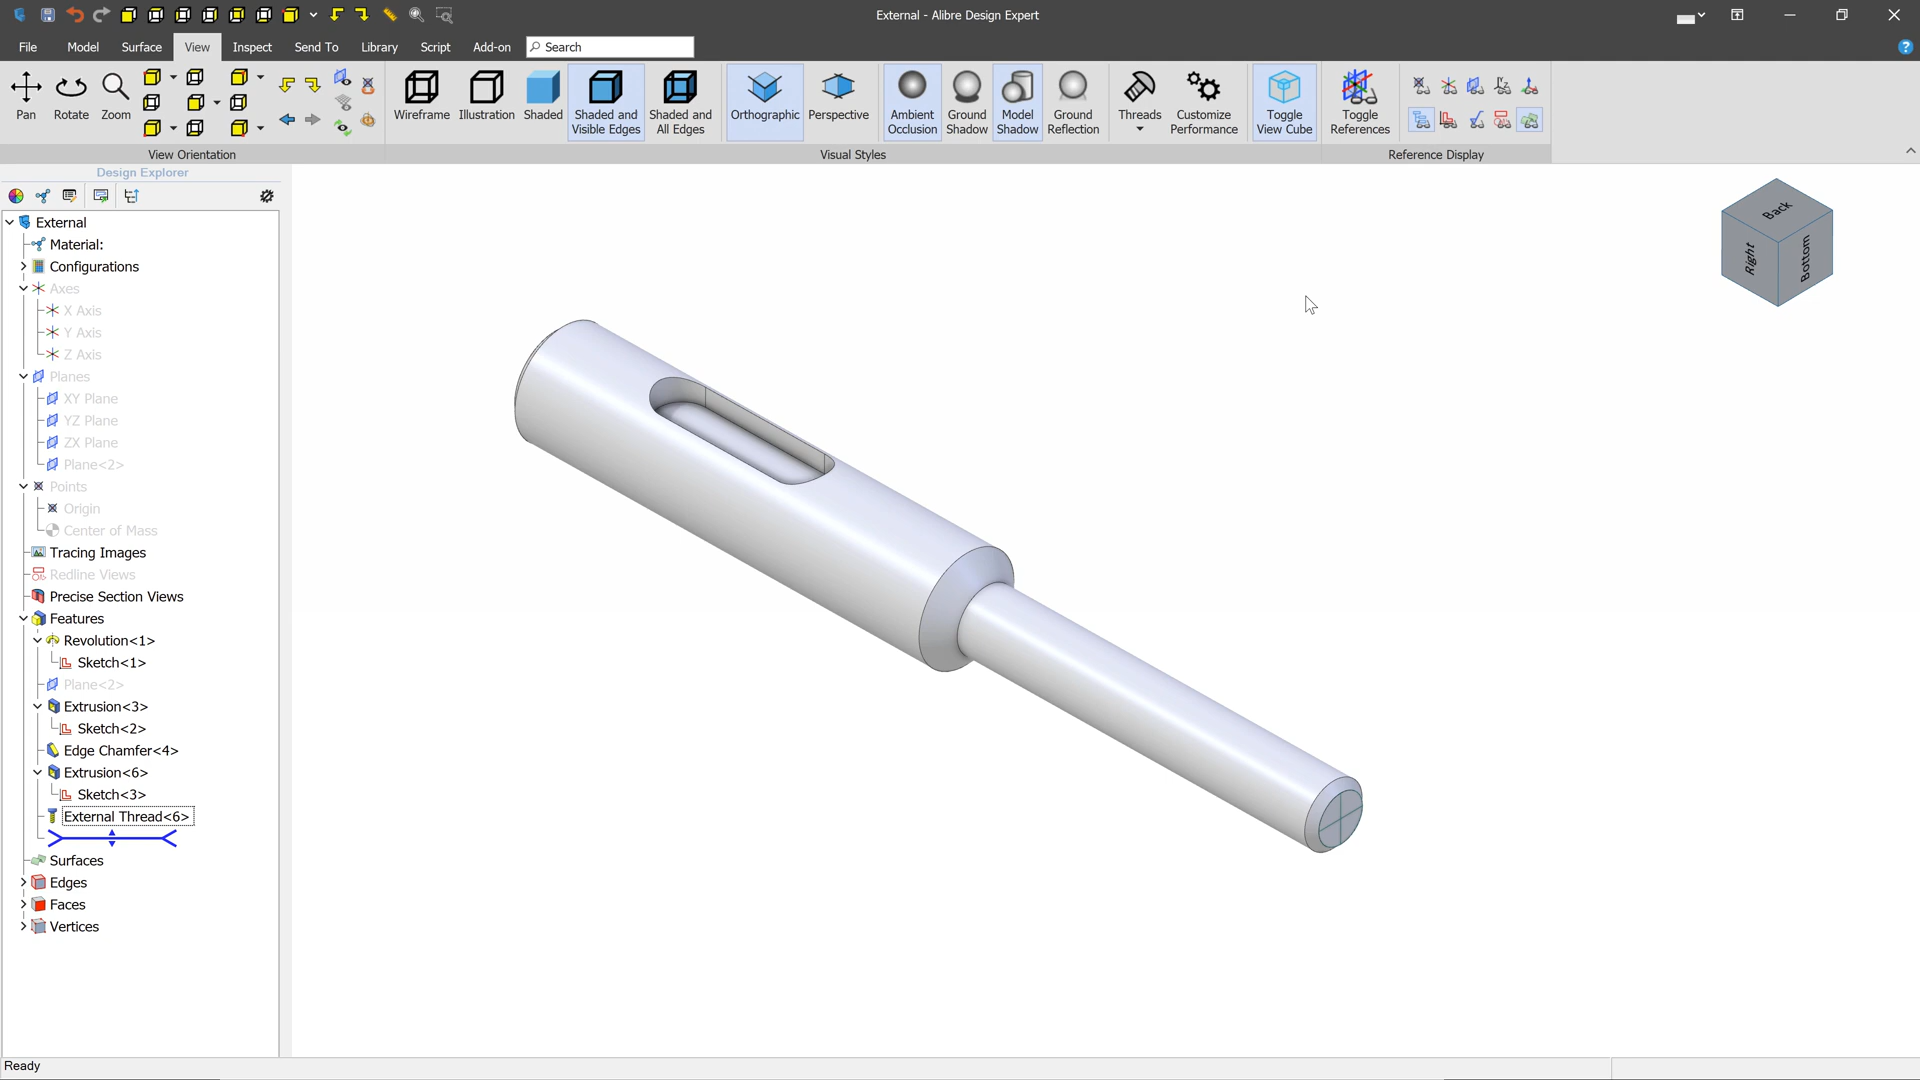 External - Alibre Design Expert
File Model Surface View Inspect Send To Library Script Add-on Search
Pan Rotate Zoom
Wireframe Illustration Shaded Shaded and Visible Edges Shaded and All Edges
Orthographic Perspective
Ambient Occlusion Ground Shadow Model Shadow Ground Reflection
Threads Customize Performance
Toggle View Cube
Toggle References
View Orientation Visual Styles Reference Display
Design Explorer
External
Material:
Configurations
Axes
X Axis
Y Axis
Z Axis
Planes
XY Plane
YZ Plane
ZX Plane
Plane<2>
Points
Origin
Center of Mass
Tracing Images
Redline Views
Precise Section Views
Features
Revolution<1>
Sketch<1>
Plane<2>
Extrusion<3>
Sketch<2>
Edge Chamfer<4>
Extrusion<6>
Sketch<3>
External Thread<6>
Surfaces
Edges
Faces
Vertices
Back
Right
Bottom
Ready